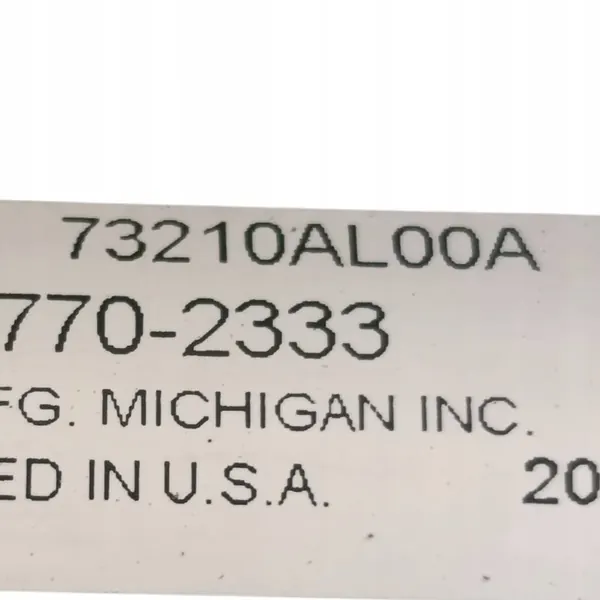 73210AL00A
770-2333
FG. MICHIGAN INC.
ED IN U.S.A. 20